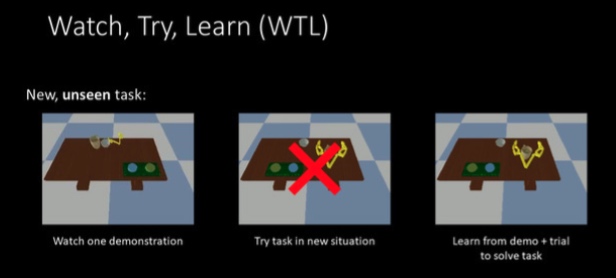 Watch, Try, Learn (WTL)
New, unseen task:
Watch one demonstration
Try task in new situation
Learn from demo + trial
to solve task